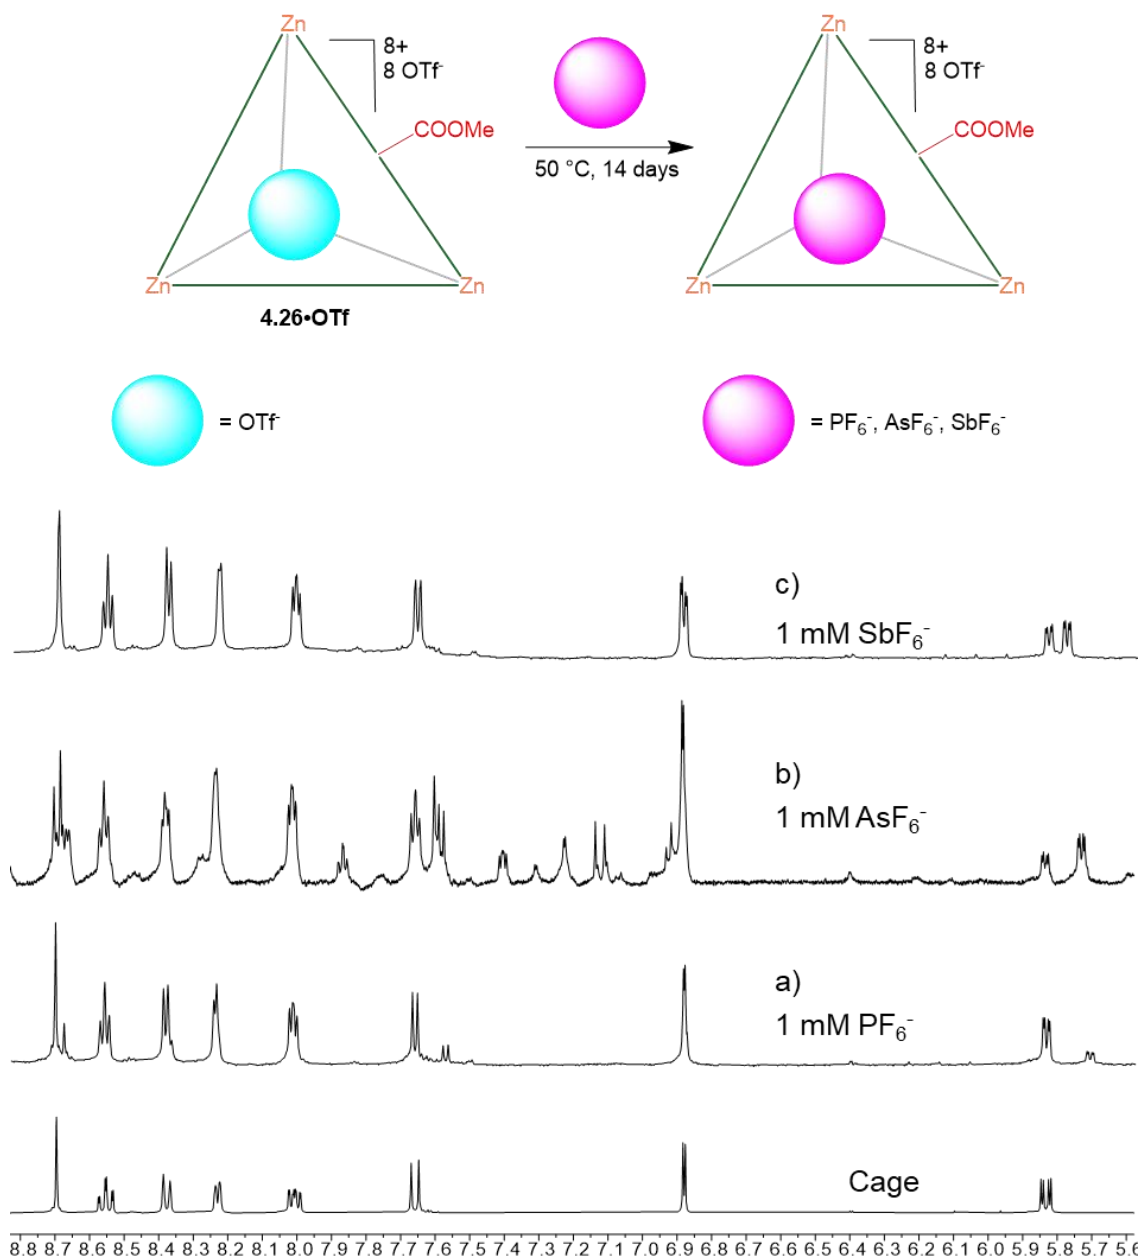 Zn
8+
8 OTf-
COOMe
Zn
Zn
4.26•OTf
50 °C, 14 days
Zn
8+
8 OTf-
COOMe
Zn
Zn
= OTf-
= PF6-, AsF6-, SbF6-
c)
1 mM SbF6-
b)
1 mM AsF6-
a)
1 mM PF6-
Cage
8.8 8.7 8.6 8.5 8.4 8.3 8.2 8.1 8.0 7.9 7.8 7.7 7.6 7.5 7.4 7.3 7.2 7.1 7.0 6.9 6.8 6.7 6.6 6.5 6.4 6.3 6.2 6.1 6.0 5.9 5.8 5.7